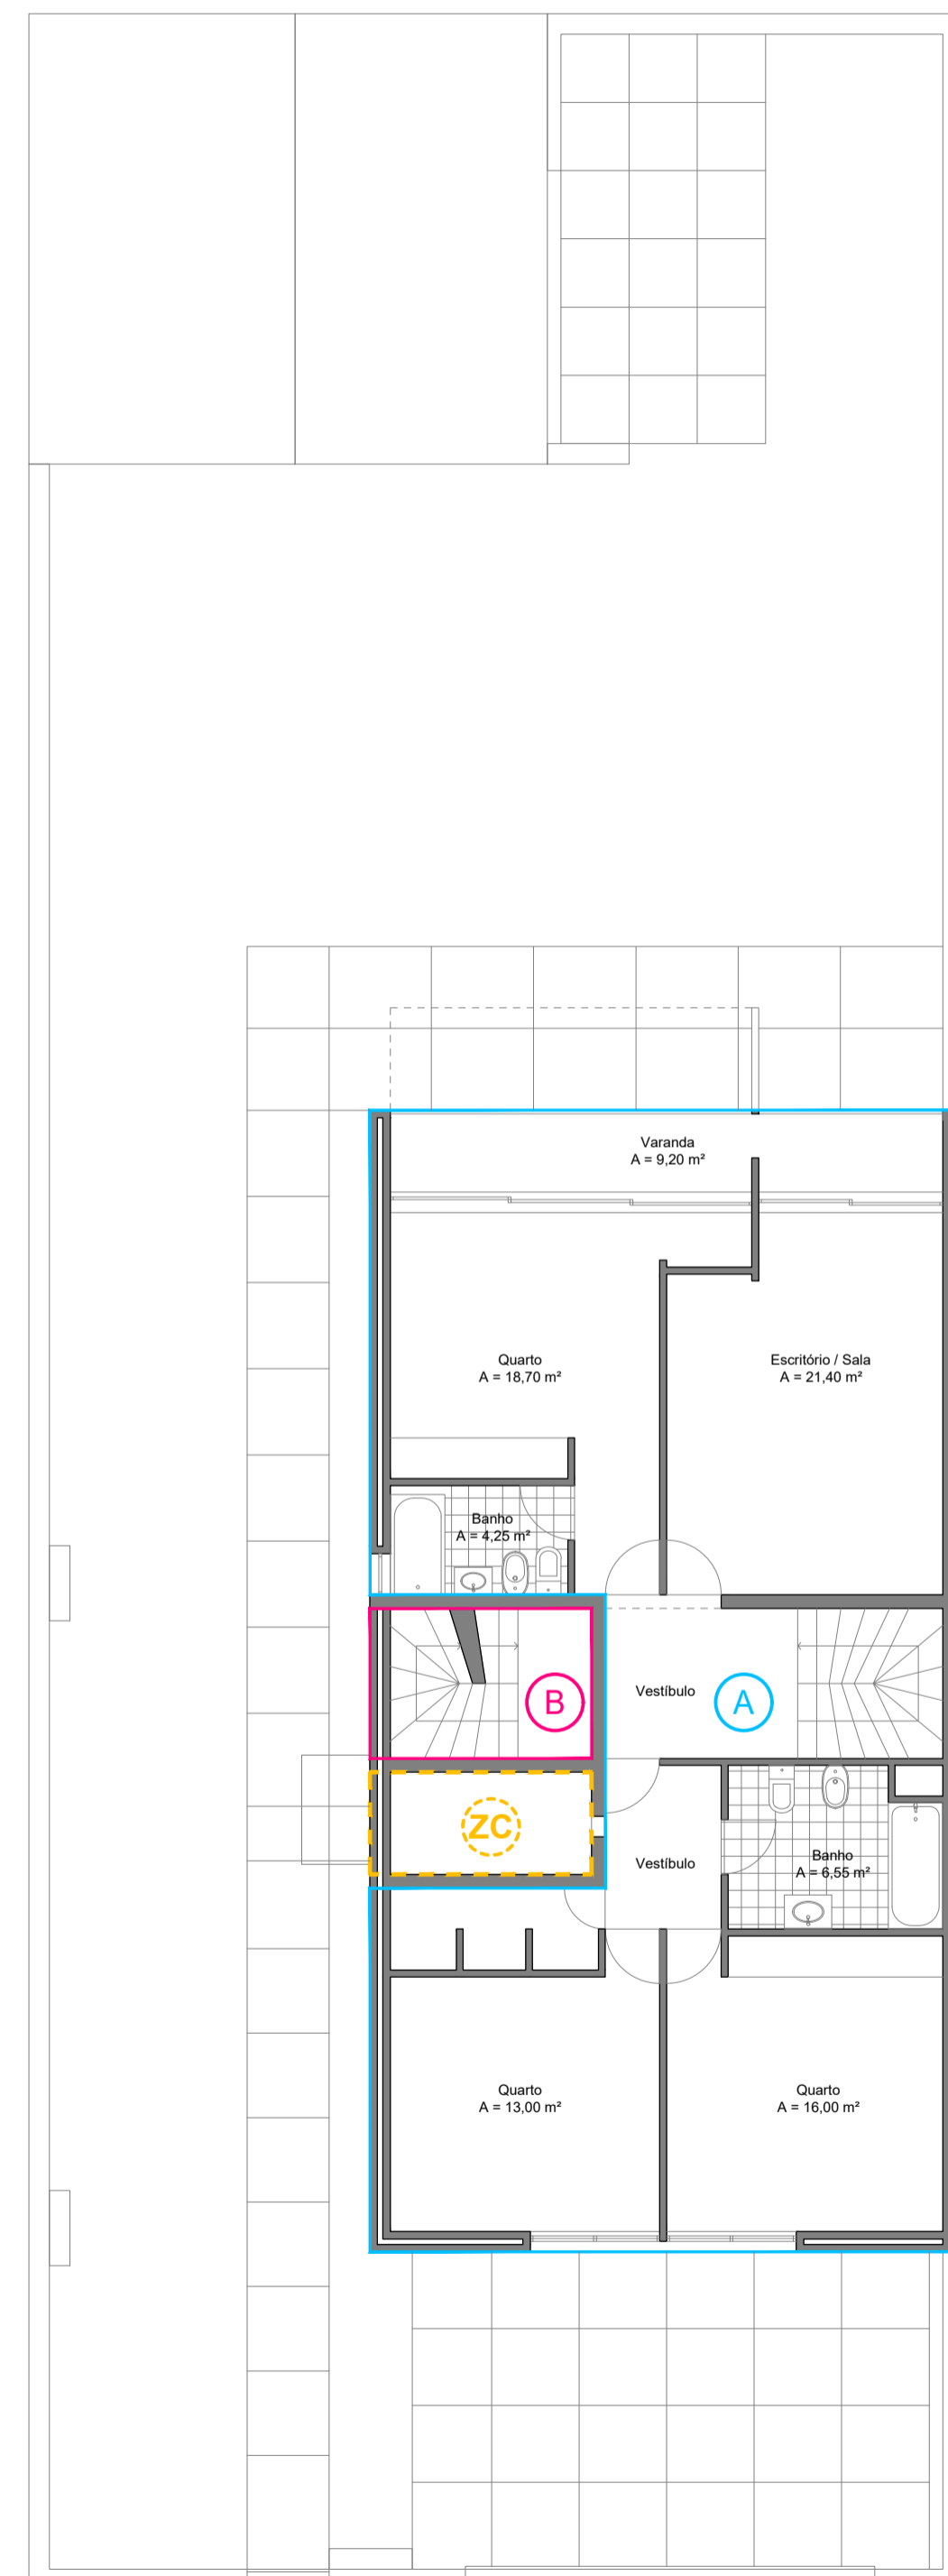 Varanda
A = 9,20 m²
Quarto
A = 18,70 m²
Escritório / Sala
A = 21,40 m²
Banho
A = 4,25 m²
B
Vestíbulo
A
ZC
Vestíbulo
Banho
A = 6,55 m²
Quarto
A = 13,00 m²
Quarto
A = 16,00 m²